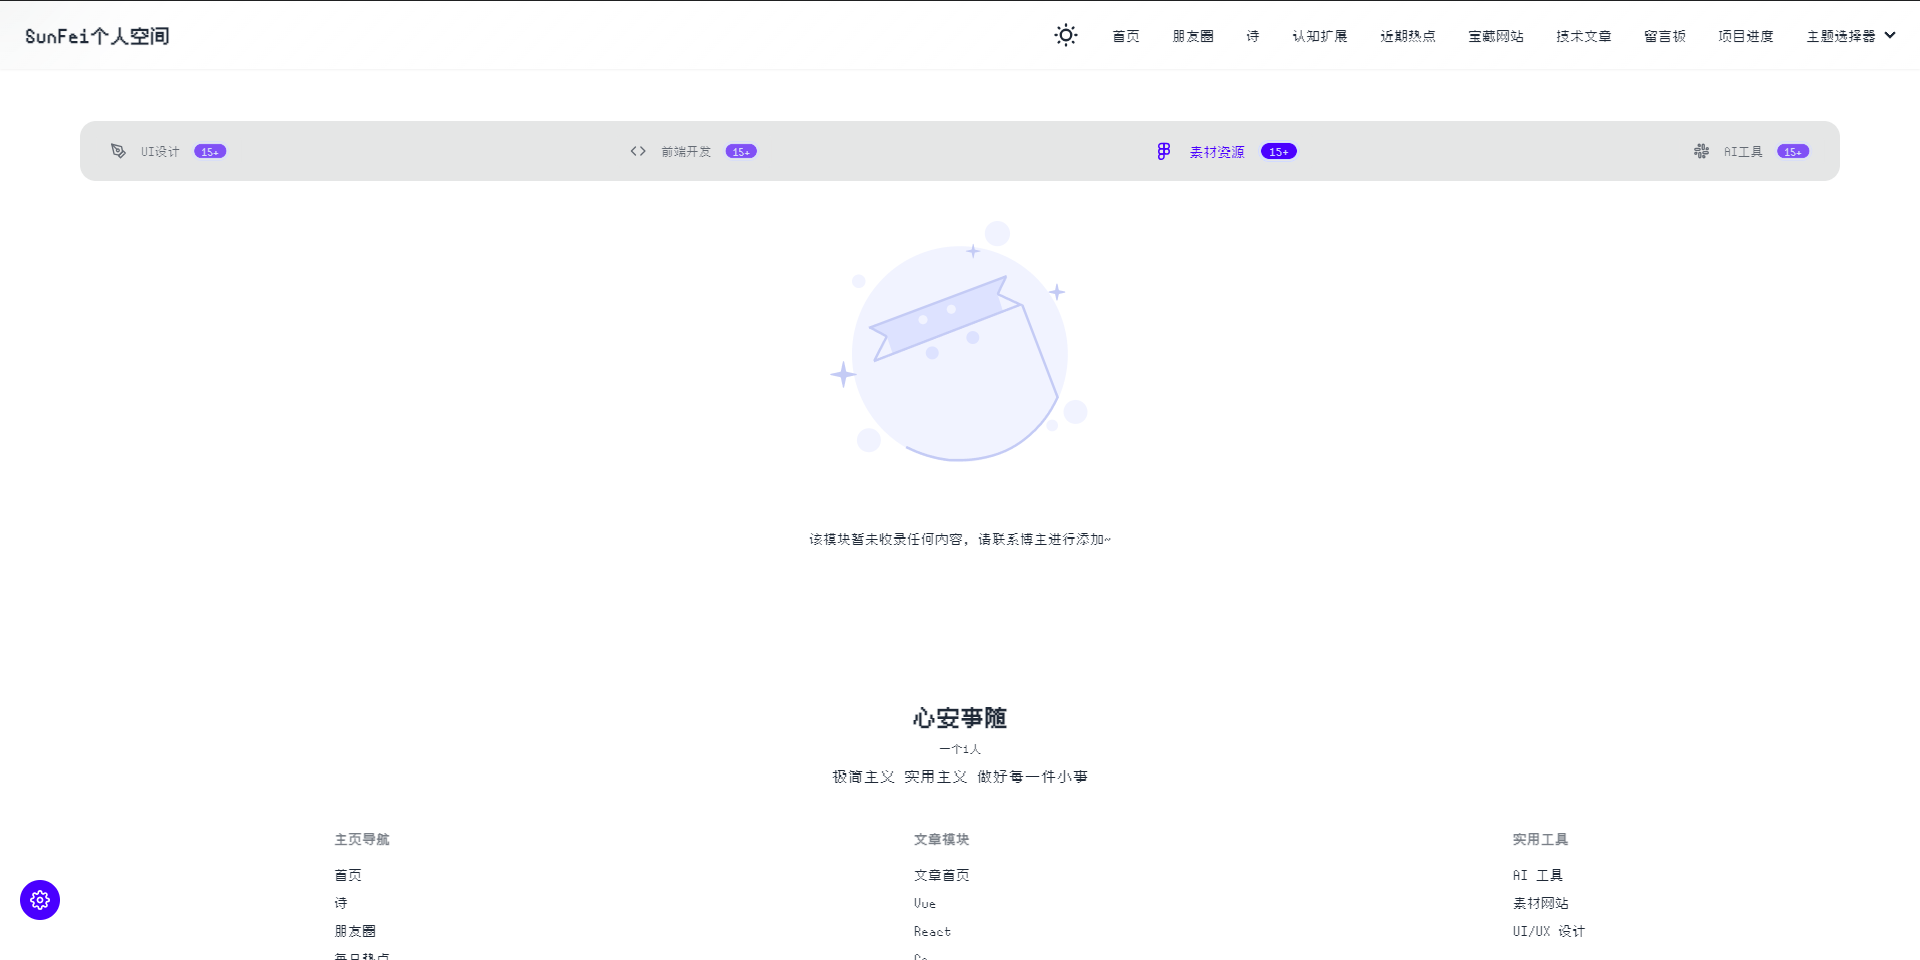 SunFei个人空间
首页 朋友圈 诗 认知扩展 近期热点 宝藏网站 技术文章 留言板 项目进度 主题选择器
UI设计 15+ 前端开发 15+ 素材资源 15+ AI工具 15+
该模块暂未收录任何内容，请联系博主进行添加~
心安事随
一个i人
极简主义 实用主义 做好每一件小事
主页导航 文章模块 实用工具
首页 文章首页 AI 工具
诗 Vue 素材网站
朋友圈 React UI/UX 设计
每日热点 Go